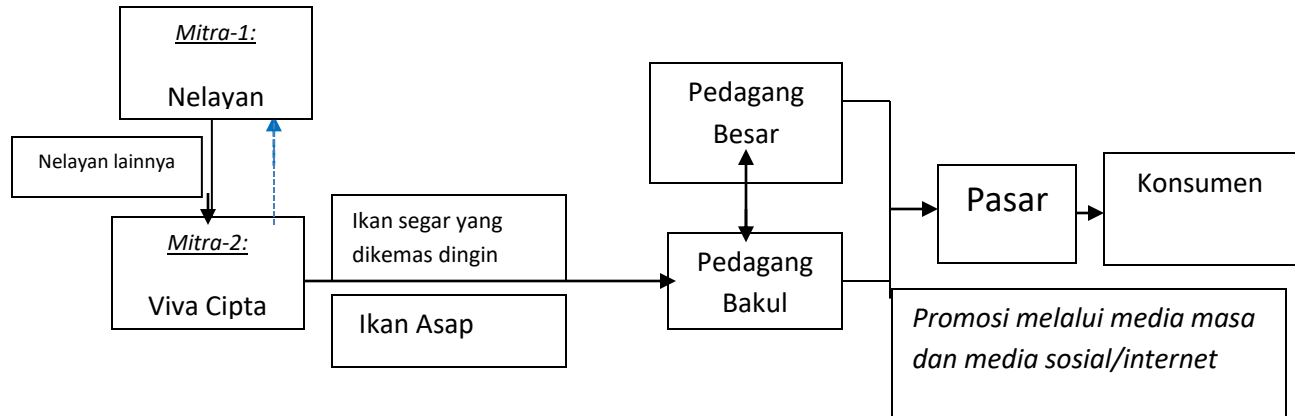 Mitra-1:
Nelayan
Nelayan lainnya
Mitra-2:
Viva Cipta
Ikan segar yang
dikemas dingin
Ikan Asap
Pedagang
Besar
Pedagang
Bakul
Pasar
Konsumen
Promosi melalui media masa
dan media sosial/internet